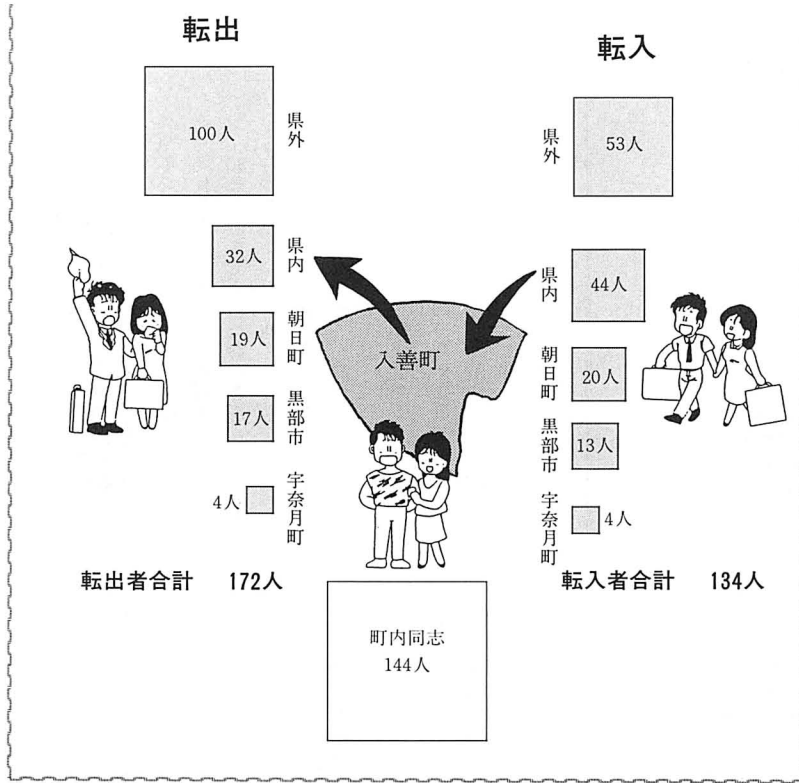 転出
100人
県外
32人
県内
19人
朝日町
17人
黒部市
4人
宇奈月町
転出者合計 172人
入善町
町内同志
144人
転入
県外
53人
県内
44人
朝日町
20人
黒部市
13人
宇奈月町
4人
転入者合計 134人